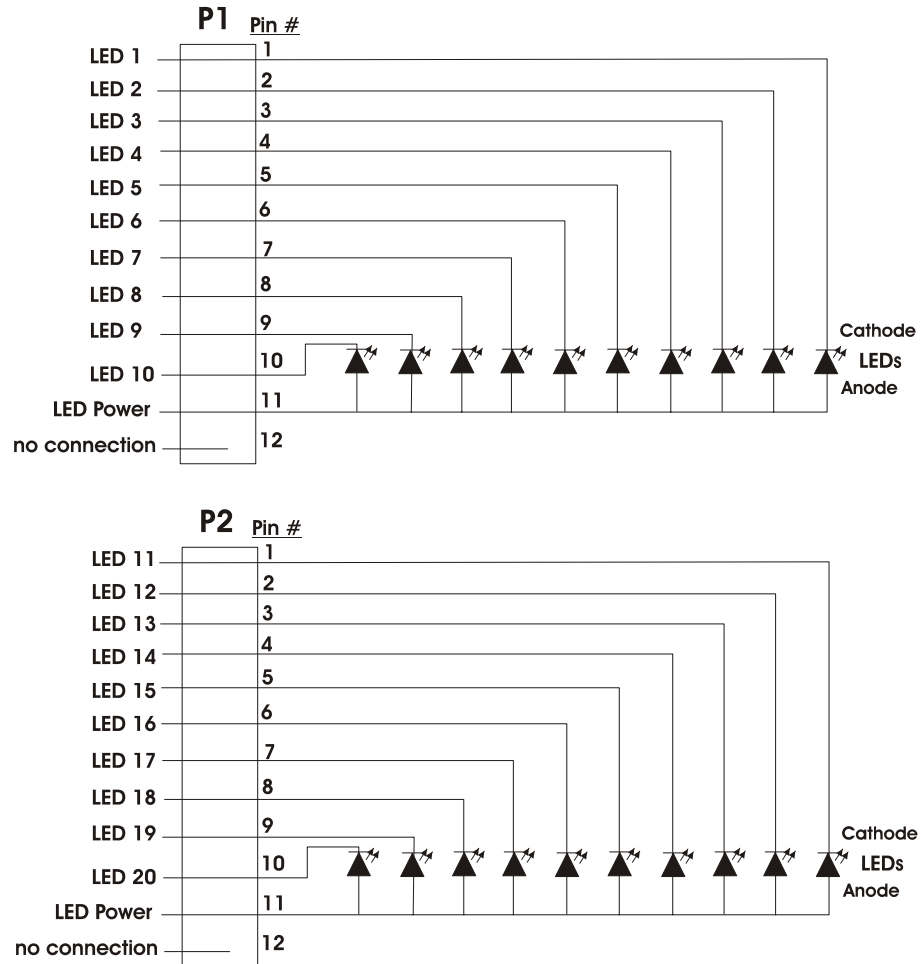 P1 Pin #
LED 1 1
LED 2 2
LED 3 3
LED 4 4
LED 5 5
LED 6 6
LED 7 7
LED 8 8
LED 9 9
Cathode
LED 10 10
LEDs
Anode
LED Power 11
no connection 12
P2 Pin #
LED 11 1
LED 12 2
LED 13 3
LED 14 4
LED 15 5
LED 16 6
LED 17 7
LED 18 8
LED 19 9
Cathode
LED 20 10
LEDs
Anode
LED Power 11
no connection 12